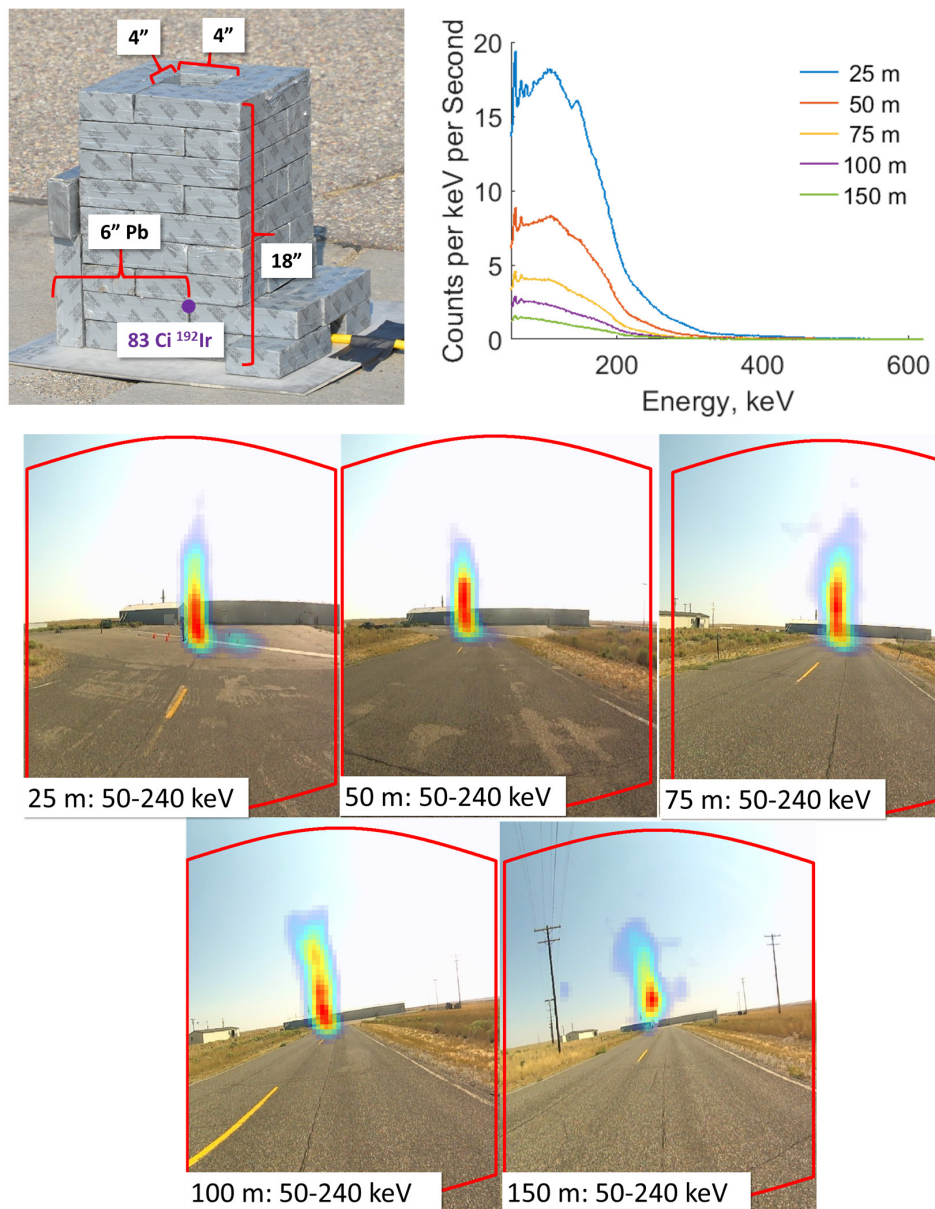 4”
4”
6” Pb
18”
83 Ci ¹⁹²Ir
Counts per keV per Second
20
15
10
5
0
200
400
600
Energy, keV
25 m
50 m
75 m
100 m
150 m
25 m: 50-240 keV
50 m: 50-240 keV
75 m: 50-240 keV
100 m: 50-240 keV
150 m: 50-240 keV